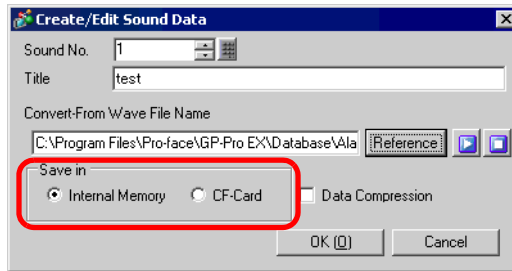 Create/Edit Sound Data
Sound No. 1
Title test
Convert-From Wave File Name
C:\Program Files\Pro-face\GP-Pro EX\Database\Ala Reference
Save in
Internal Memory CF-Card Data Compression
OK (O) Cancel